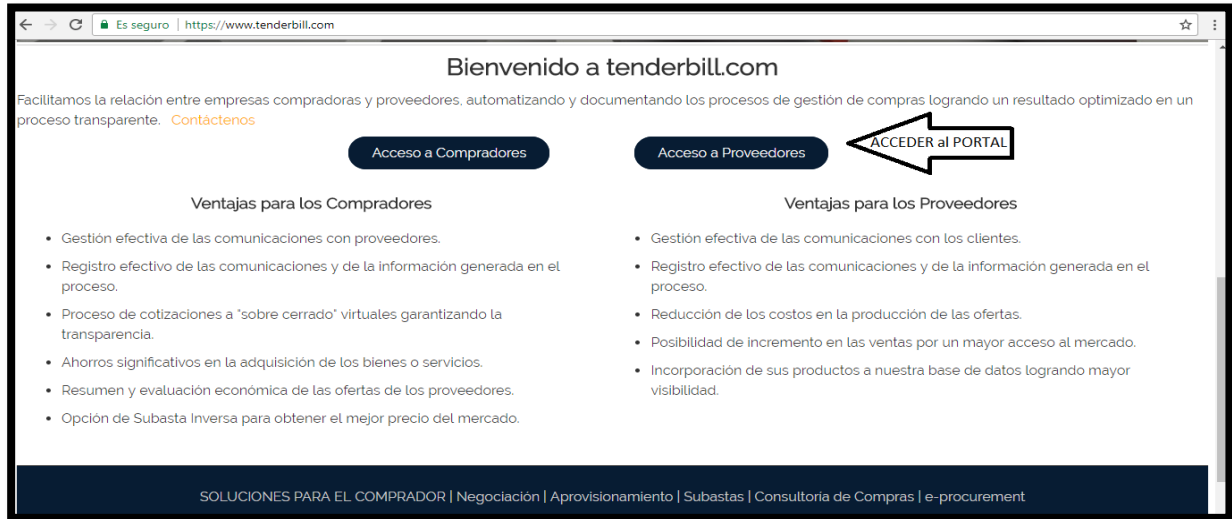 Es seguro | https://www.tenderbill.com
Bienvenido a tenderbill.com
Facilitamos la relación entre empresas compradoras y proveedores, automatizando y documentando los procesos de gestión de compras logrando un resultado optimizado en un
proceso transparente. Contáctenos
Acceso a Compradores
Acceso a Proveedores
ACCEDER al PORTAL
Ventajas para los Compradores
• Gestión efectiva de las comunicaciones con proveedores.
• Registro efectivo de las comunicaciones y de la información generada en el
proceso.
• Proceso de cotizaciones a "sobre cerrado" virtuales garantizando la
transparencia.
• Ahorros significativos en la adquisición de los bienes o servicios.
• Resumen y evaluación económica de las ofertas de los proveedores.
• Opción de Subasta Inversa para obtener el mejor precio del mercado.
Ventajas para los Proveedores
• Gestión efectiva de las comunicaciones con los clientes.
• Registro efectivo de las comunicaciones y de la información generada en el
proceso.
• Reducción de los costos en la producción de las ofertas.
• Posibilidad de incremento en las ventas por un mayor acceso al mercado.
• Incorporación de sus productos a nuestra base de datos logrando mayor
visibilidad.
SOLUCIONES PARA EL COMPRADOR | Negociación | Aprovisionamiento | Subastas | Consultoría de Compras | e-procurement